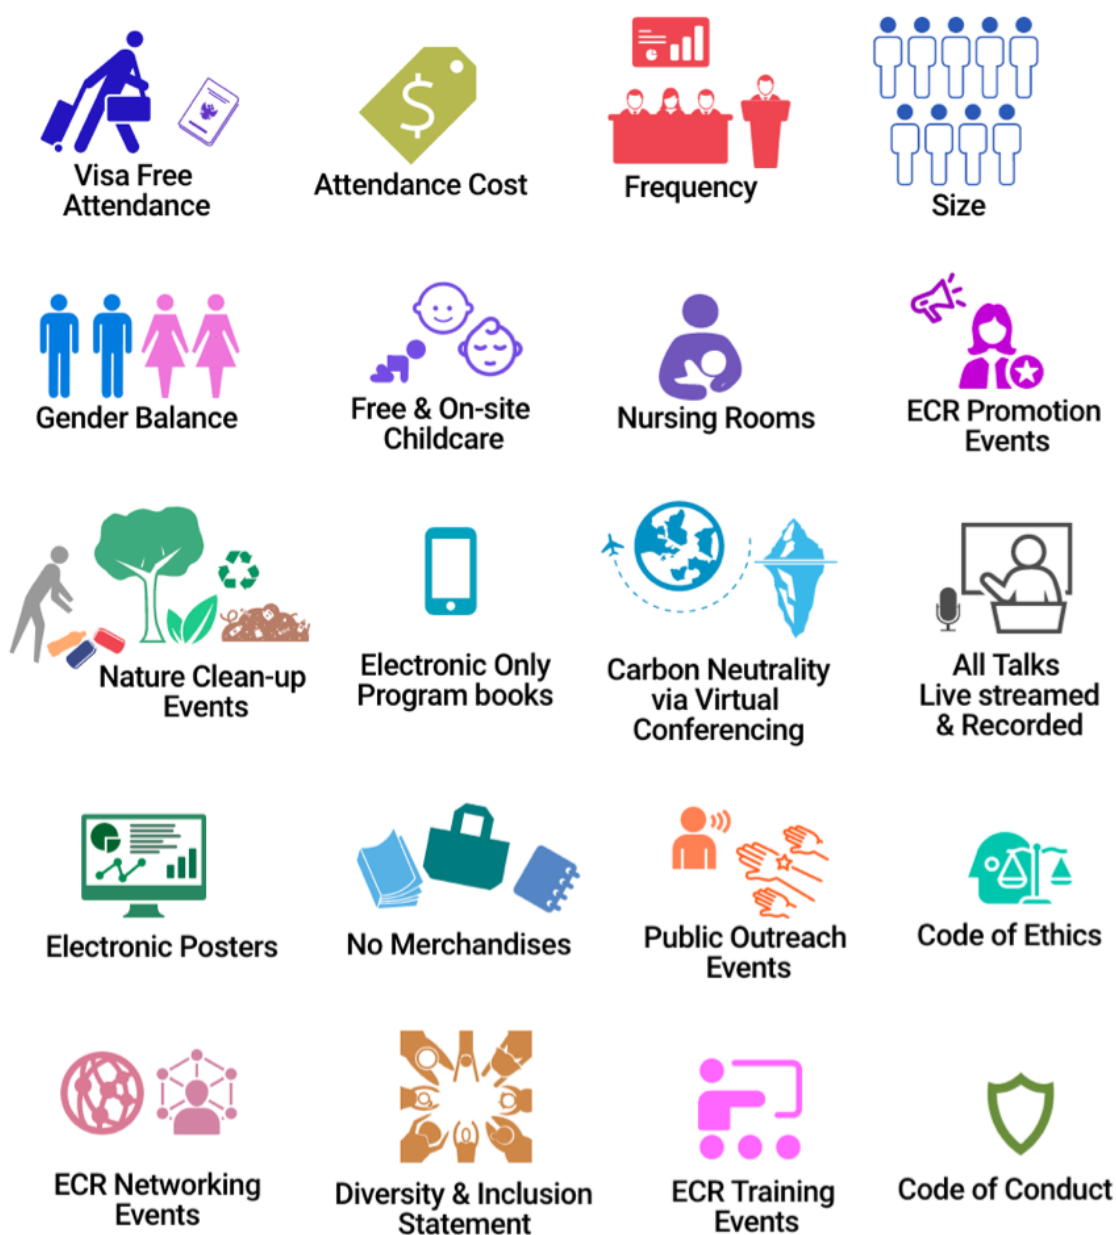 Visa Free
Attendance
Attendance Cost
$
Frequency
Size
Gender Balance
Free & On-site
Childcare
Nursing Rooms
ECR Promotion
Events
Nature Clean-up
Events
Electronic Only
Program books
Carbon Neutrality
via Virtual
Conferencing
All Talks
Live streamed
& Recorded
Electronic Posters
No Merchandises
Public Outreach
Events
Code of Ethics
ECR Networking
Events
Diversity & Inclusion
Statement
ECR Training
Events
Code of Conduct